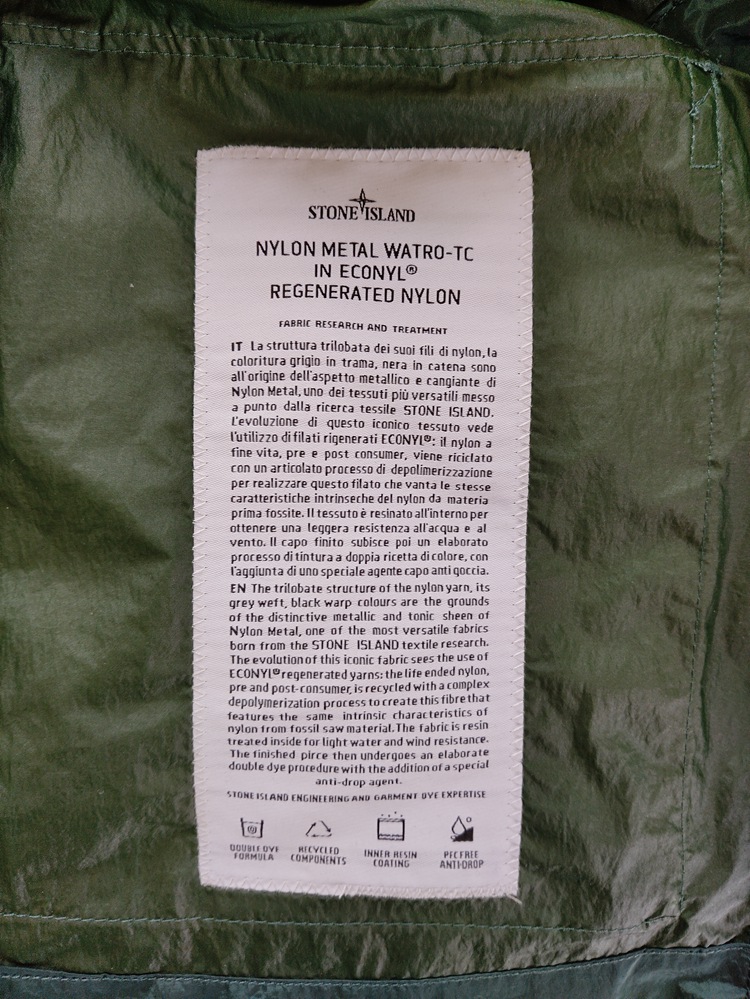 STONE ISLAND
NYLON METAL WATRO-TC
IN ECONYL®
REGENERATED NYLON
FABRIC RESEARCH AND TREATMENT
IT La struttura trilobata dei suoi fili di nylon, la
coloritura grigio in trama, nera in catena sono
all'origine dell'aspetto metallico e cangiante di
Nylon Metal, uno dei tessuti più versatili messo
a punto dalla ricerca tessile STONE ISLAND.
L'evoluzione di questo iconico tessuto vede
l'utilizzo di filati rigenerati ECONYL®: il nylon a
fine vita, pre e post consumer, viene riciclato
con un articolato processo di depolimerizzazione
per realizzare questo filato che vanta le stesse
caratteristiche intrinseche del nylon da materia
prima fossite. Il tessuto è resinato all'interno per
ottenere una leggera resistenza all'acqua e al
vento. Il capo finito subisce poi un elaborato
processo di tintura a doppia ricetta di colore, con
l'aggiunta di uno speciale agente capo anti goccia.
EN The trilobate structure of the nylon yarn, its
grey weft, black warp colours are the grounds
of the distinctive metallic and tonic sheen of
Nylon Metal, one of the most versatile fabrics
born from the STONE ISLAND textile research.
The evolution of this iconic fabric sees the use of
ECONYL® regenerated yarns: the life ended nylon,
pre and post-consumer, is recycled with a complex
depolymerization process to create this fibre that
features the same intrinsic characteristics of
nylon from fossil saw material. The fabric is resin
treated inside for light water and wind resistance.
The finished pirce then undergoes an elaborate
double dye procedure with the addition of a special
anti-drop agent.
STONE ISLAND ENGINEERING AND GARMENT DYE EXPERTISE
DOUBLE DYE FORMULA
RECYCLED COMPONENTS
INNER RESIN COATING
PFC FREE ANTI-DROP